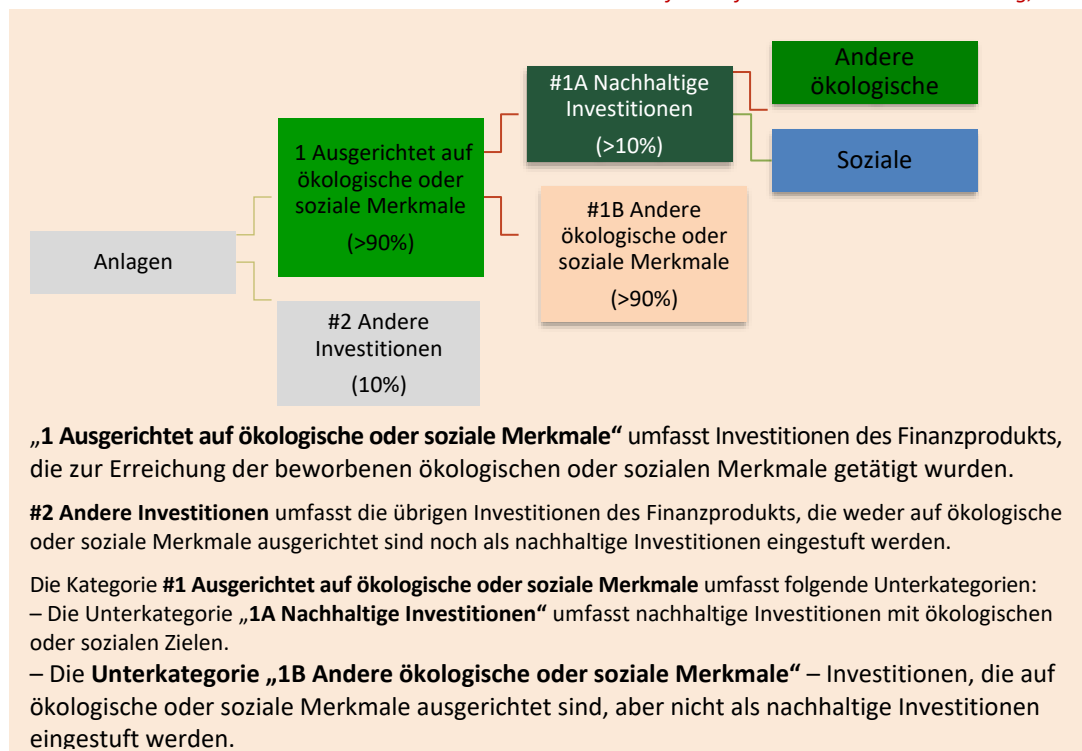 Anlagen
1 Ausgerichtet auf
ökologische oder
soziale Merkmale
(>90%)
#2 Andere
Investitionen
(10%)
#1A Nachhaltige
Investitionen
(>10%)
#1B Andere
ökologische oder
soziale Merkmale
(>90%)
Andere
ökologische
Soziale
„1 Ausgerichtet auf ökologische oder soziale Merkmale“ umfasst Investitionen des Finanzprodukts,
die zur Erreichung der beworbenen ökologischen oder sozialen Merkmale getätigt wurden.
#2 Andere Investitionen umfasst die übrigen Investitionen des Finanzprodukts, die weder auf ökologische
oder soziale Merkmale ausgerichtet sind noch als nachhaltige Investitionen eingestuft werden.
Die Kategorie #1 Ausgerichtet auf ökologische oder soziale Merkmale umfasst folgende Unterkategorien:
– Die Unterkategorie „1A Nachhaltige Investitionen“ umfasst nachhaltige Investitionen mit ökologischen
oder sozialen Zielen.
– Die Unterkategorie „1B Andere ökologische oder soziale Merkmale“ – Investitionen, die auf
ökologische oder soziale Merkmale ausgerichtet sind, aber nicht als nachhaltige Investitionen
eingestuft werden.